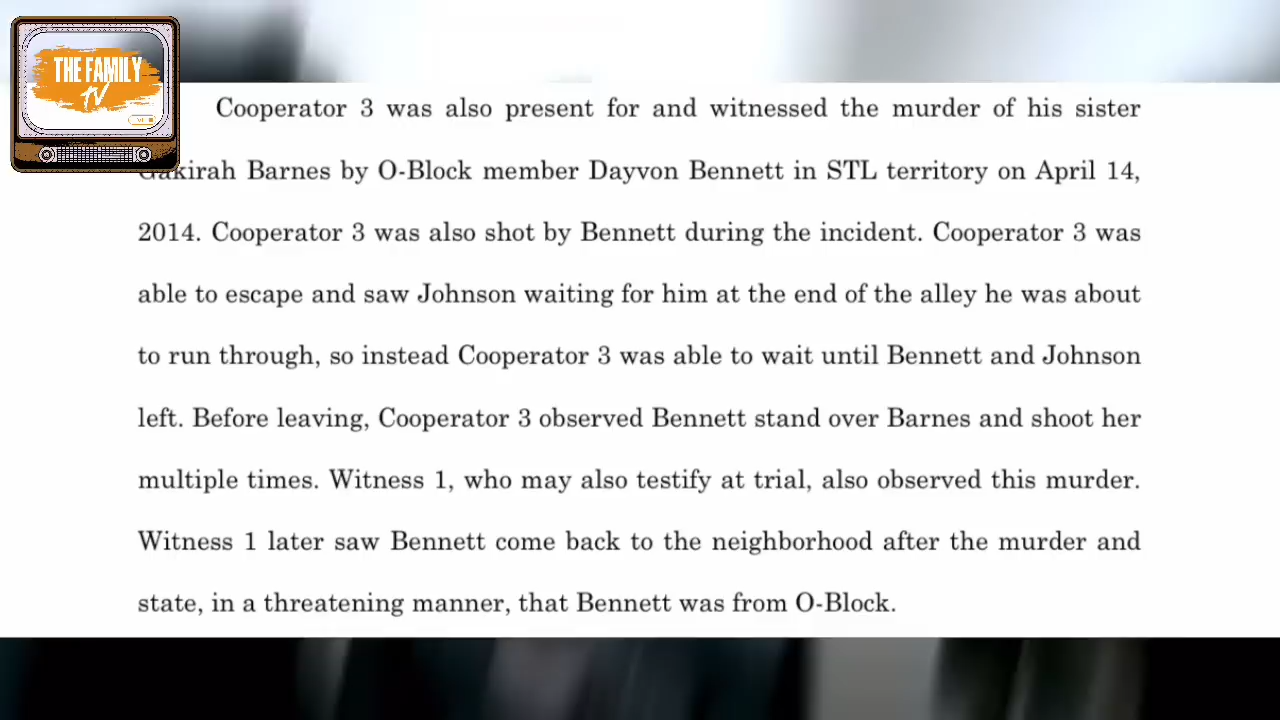 THE FAMILY
tv
Cooperator 3 was also present for and witnessed the murder of his sister
Barnes by O-Block member Dayvon Bennett in STL territory on April 14,
2014. Cooperator 3 was also shot by Bennett during the incident. Cooperator 3 was
able to escape and saw Johnson waiting for him at the end of the alley he was about
to run through, so instead Cooperator 3 was able to wait until Bennett and Johnson
left. Before leaving, Cooperator 3 observed Bennett stand over Barnes and shoot her
multiple times. Witness 1, who may also testify at trial, also observed this murder.
Witness 1 later saw Bennett come back to the neighborhood after the murder and
state, in a threatening manner, that Bennett was from O-Block.